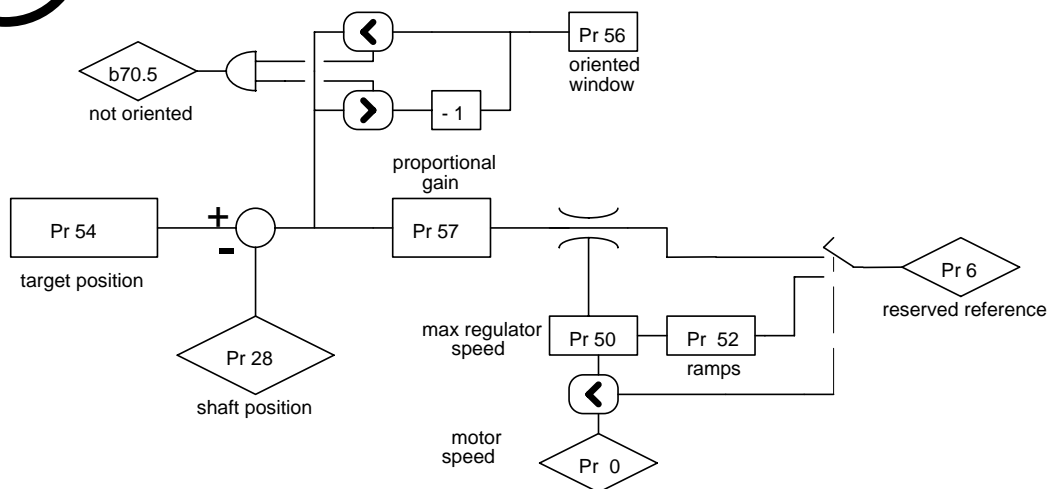 Pr 56
oriented
window
b70.5
not oriented
- 1
proportional
gain
+
-
Pr 54
target position
Pr 57
Pr 6
reserved reference
max regulator
speed
Pr 50
Pr 52
ramps
Pr 28
shaft position
motor
speed
Pr 0